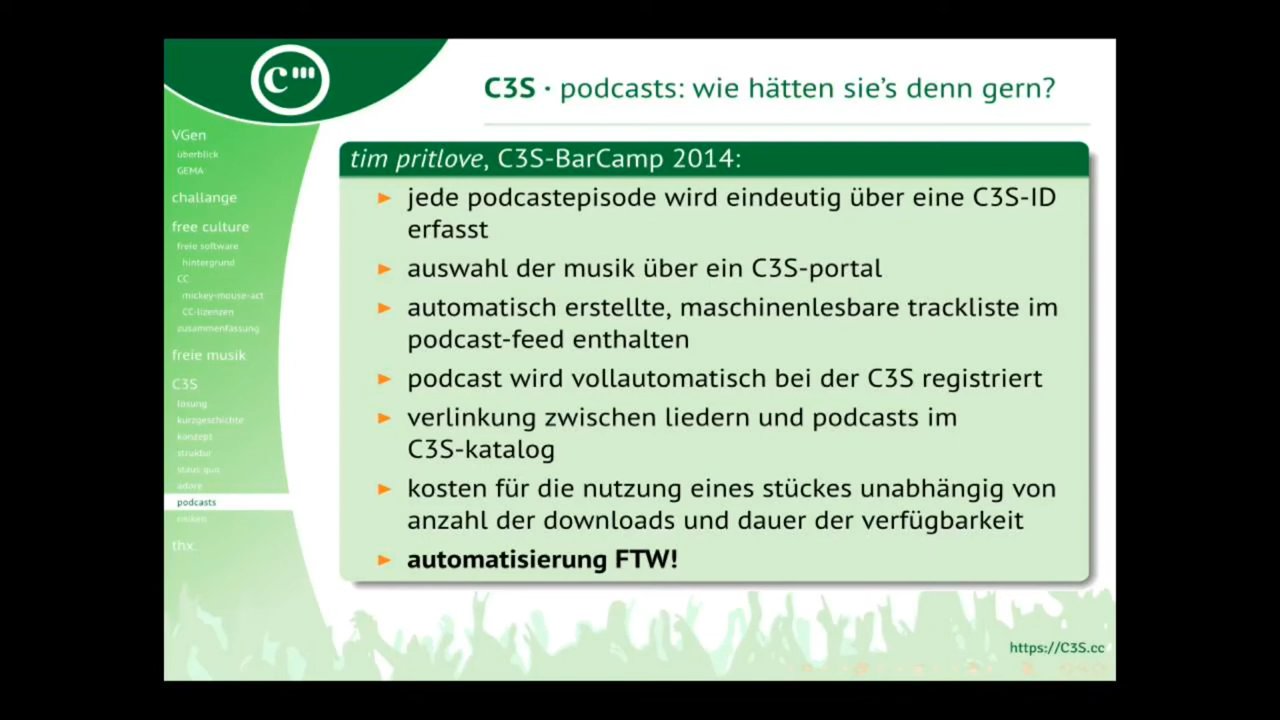 C3S · podcasts: wie hätten sie's denn gern?
VGen
überblick
GEMA
challange
free culture
freie software
hintergrund
CC
mickey-mouse-act
CC-lizenzen
zusammenfassung
freie musik
C3S
lösung
kurzgeschichte
konzept
struktur
staus quo
adore
podcasts
risiken
thx
tim pritlove, C3S-BarCamp 2014:
jede podcastepisode wird eindeutig über eine C3S-ID
erfasst
auswahl der musik über ein C3S-portal
automatisch erstellte, maschinenlesbare trackliste im
podcast-feed enthalten
podcast wird vollautomatisch bei der C3S registriert
verlinkung zwischen liedern und podcasts im
C3S-katalog
kosten für die nutzung eines stückes unabhängig von
anzahl der downloads und dauer der verfügbarkeit
automatisierung FTW!
https://C3S.cc